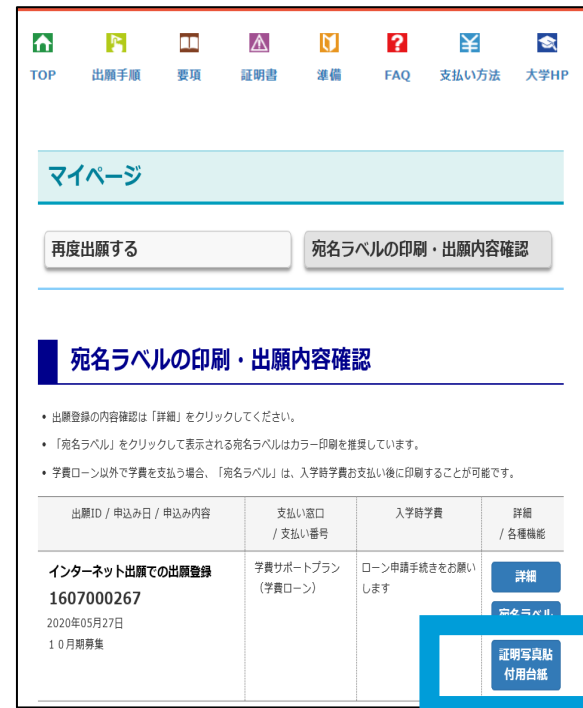 TOP 出願手順 要項 証明書 準備 FAQ 支払い方法 大学HP
マイページ
再度出願する 宛名ラベルの印刷・出願内容確認
宛名ラベルの印刷・出願内容確認
• 出願登録の内容確認は「詳細」をクリックしてください。
• 「宛名ラベル」をクリックして表示される宛名ラベルはカラー印刷を推奨しています。
• 学費ローン以外で学費を支払う場合、「宛名ラベル」は、入学時学費お支払い後に印刷することが可能です。
出願ID / 申込み日 / 申込み内容
支払い窓口
/ 支払い番号
入学時学費
詳細
/ 各種機能
インターネット出願での出願登録
1607000267
2020年05月27日
１０月期募集
学費サポートプラン
（学費ローン）
ローン申請手続きをお願い
します
詳細
宛名ラベル
証明写真貼
付用台紙